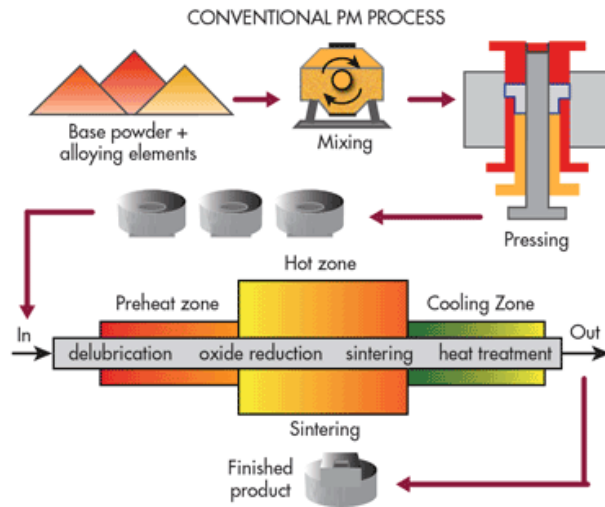 CONVENTIONAL PM PROCESS
Base powder +
alloying elements
Mixing
Pressing
Hot zone
Preheat zone
Cooling Zone
In
Out
delubrication oxide reduction sintering heat treatment
Sintering
Finished
product